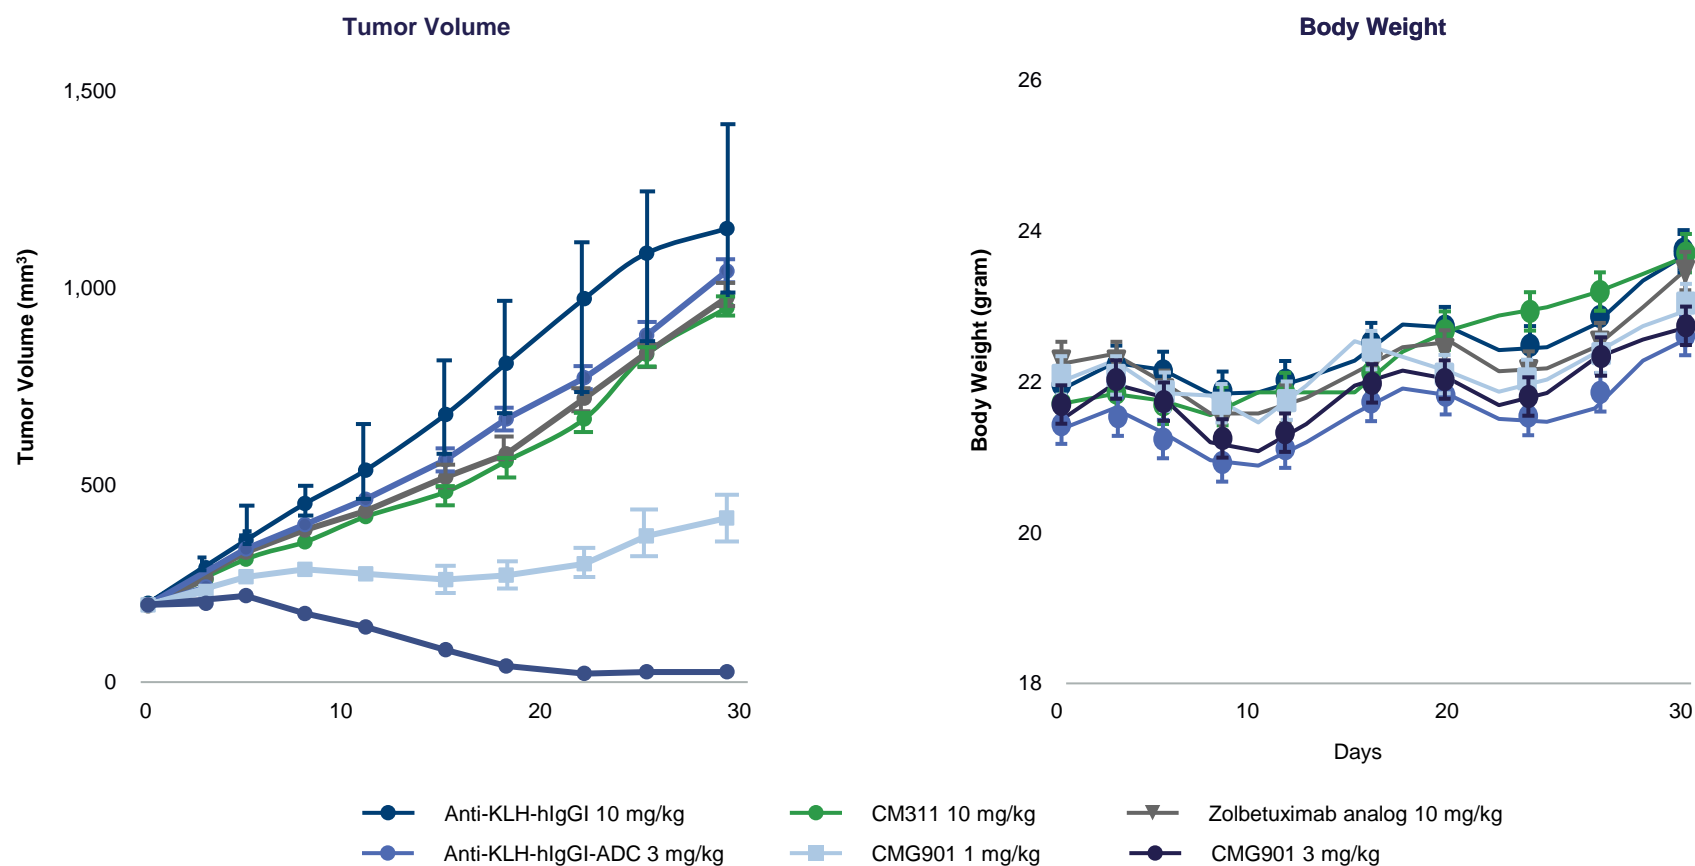 Tumor Volume
Tumor Volume (mm³)
1,500
1,000
500
0
0 10 20 30
Body Weight
Body Weight (gram)
26
24
22
20
18
0 10 20 30
Days
Anti-KLH-hIgGI 10 mg/kg
CM311 10 mg/kg
Zolbetuximab analog 10 mg/kg
Anti-KLH-hIgGI-ADC 3 mg/kg
CMG901 1 mg/kg
CMG901 3 mg/kg